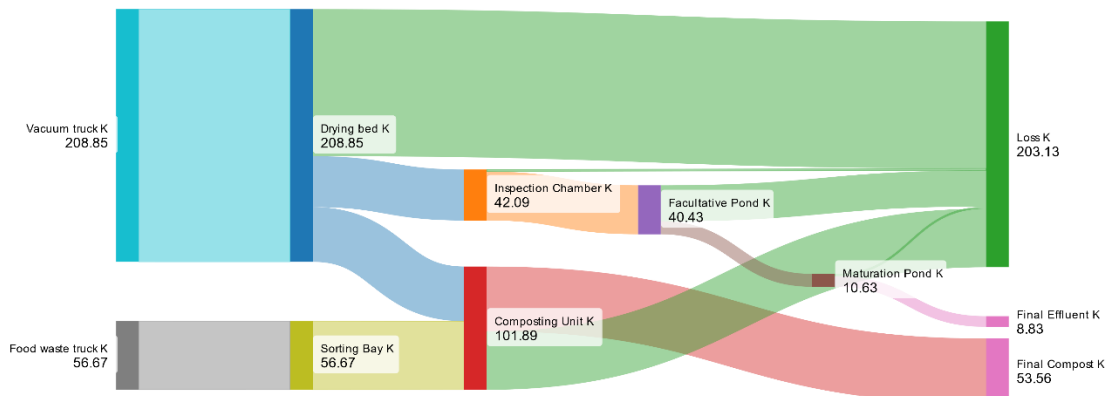 Vacuum truck K
208.85
Drying bed K
208.85
Loss K
203.13
Inspection Chamber K
42.09
Facultative Pond K
40.43
Maturation Pond K
10.63
Final Effluent K
8.83
Composting Unit K
101.89
Food waste truck K
56.67
Sorting Bay K
56.67
Final Compost K
53.56